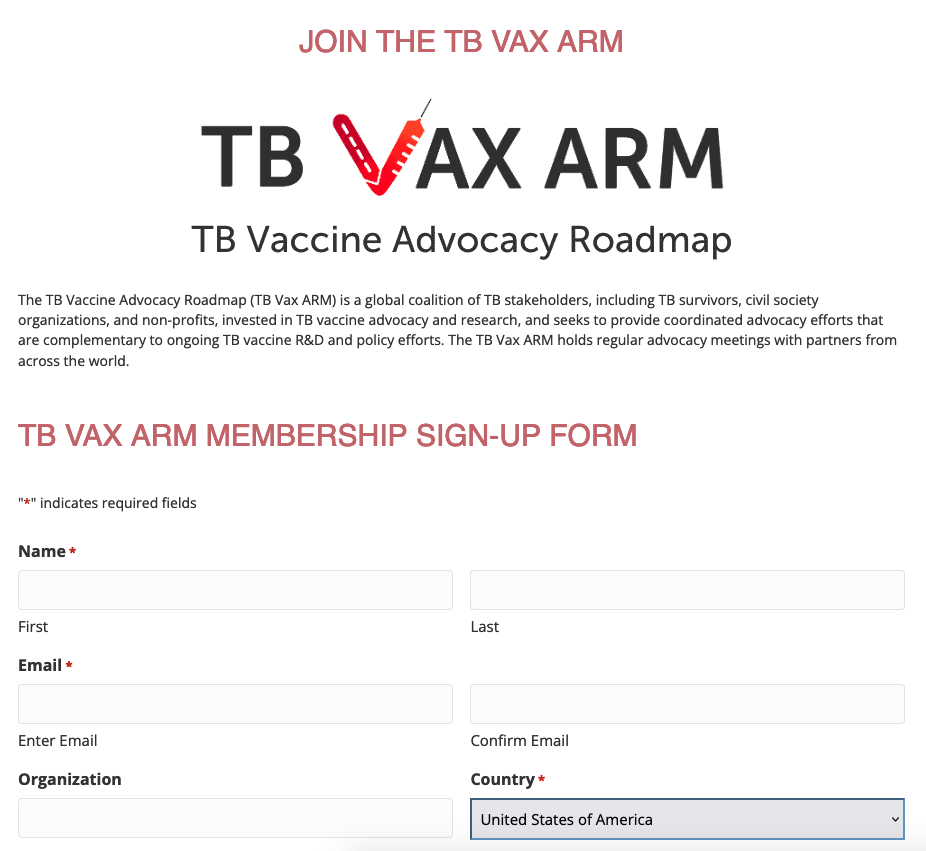 JOIN THE TB VAX ARM
TB VAX ARM
TB Vaccine Advocacy Roadmap
The TB Vaccine Advocacy Roadmap (TB Vax ARM) is a global coalition of TB stakeholders, including TB survivors, civil society
organizations, and non-profits, invested in TB vaccine advocacy and research, and seeks to provide coordinated advocacy efforts that
are complementary to ongoing TB vaccine R&D and policy efforts. The TB Vax ARM holds regular advocacy meetings with partners from
across the world.
TB VAX ARM MEMBERSHIP SIGN-UP FORM
"*" indicates required fields
Name *
First
Last
Email *
Enter Email
Confirm Email
Organization
Country *
United States of America